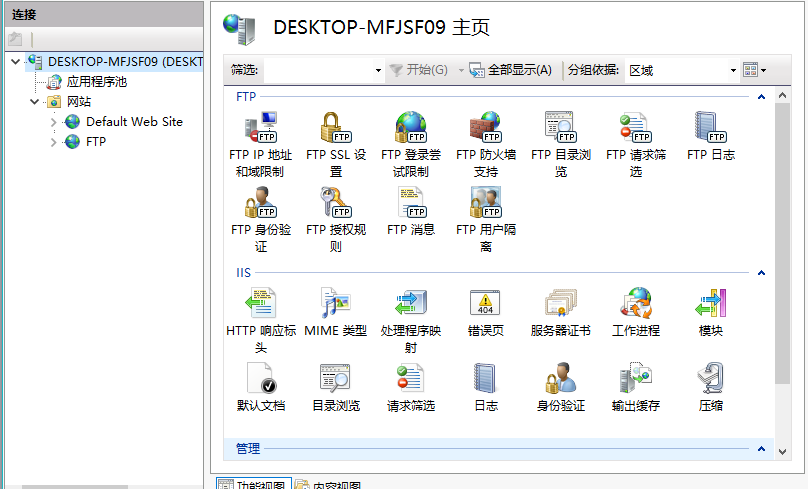 连接
DESKTOP-MFJSF09 (DESKT
应用程序池
网站
Default Web Site
FTP
DESKTOP-MFJSF09 主页
筛选:
开始(G)
全部显示(A)
分组依据:
区域
FTP
FTP IP 地址
和域限制
FTP SSL 设
置
FTP 登录尝
试限制
FTP 防火墙
支持
FTP 目录浏
览
FTP 请求筛
选
FTP 日志
FTP 身份验
证
FTP 授权规
则
FTP 消息
FTP 用户隔
离
IIS
HTTP 响应标
头
MIME 类型
处理程序映
射
404
错误页
服务器证书
工作进程
模块
默认文档
目录浏览
请求筛选
日志
身份验证
输出缓存
压缩
管理
功能视图
内容视图